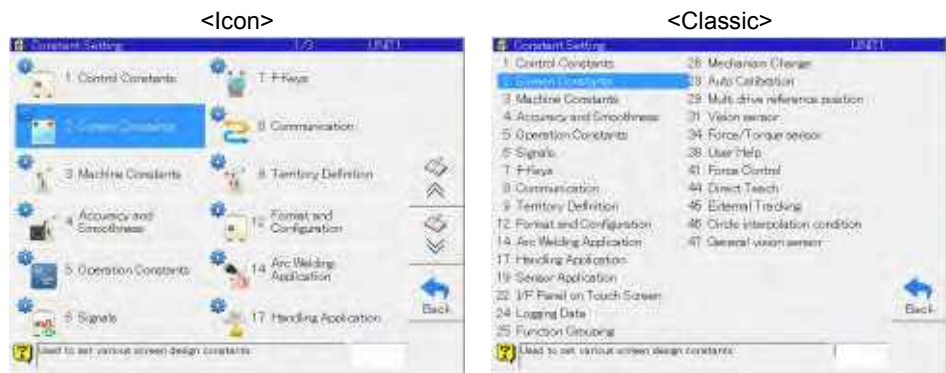 <Icon>
Constant Setting 1/3 UNIT1
1 Control Constants
2 Screen Constants
3 Machine Constants
4 Accuracy and Smoothness
5 Operation Constants
6 Signals
7 F-Keys
8 Communication
9 Territory Definition
12 Format and Configuration
14 Arc Welding Application
17 Handling Application
Back
Used to set various screen design constants
<Classic>
Constant Setting UNIT1
1 Control Constants
2 Screen Constants
3 Machine Constants
4 Accuracy and Smoothness
5 Operation Constants
6 Signals
7 F-Keys
8 Communication
9 Territory Definition
12 Format and Configuration
14 Arc Welding Application
17 Handling Application
19 Sensor Application
22 I/F Panel on Touch Screen
24 Logging Data
25 Function Grouping
28 Mechanism Change
29 Multi drive reference position
31 Vision sensor
34 Force/Torque sensor
38 User Help
41 Force Control
44 Direct Teach
45 External Tracking
46 Circle interpolation condition
47 General vision sensor
Back
Used to set various screen design constants